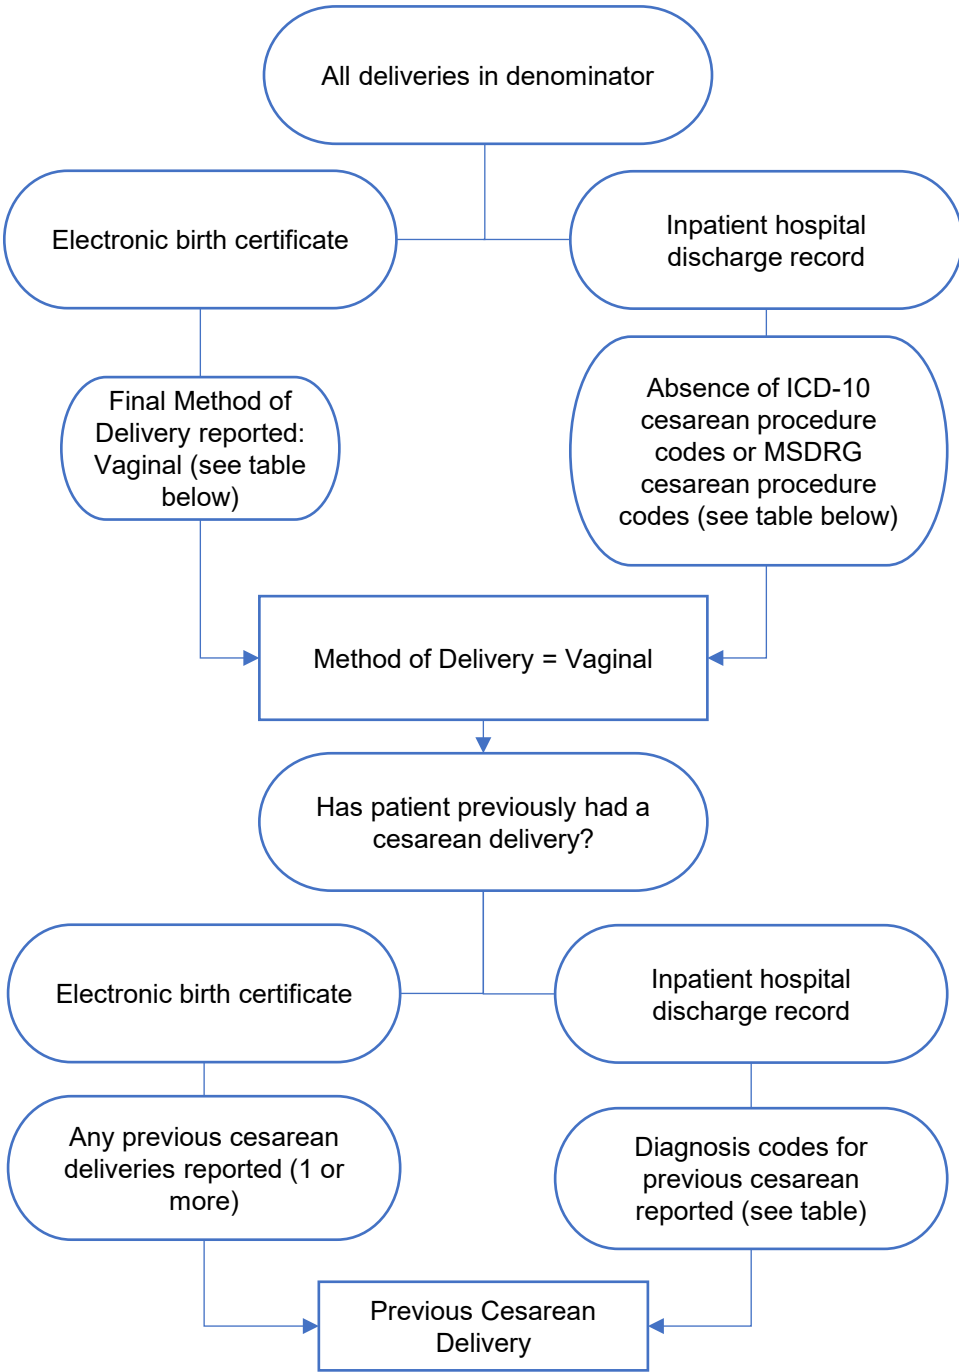 All deliveries in denominator
Electronic birth certificate
Inpatient hospital
discharge record
Final Method of
Delivery reported:
Vaginal (see table
below)
Absence of ICD-10
cesarean procedure
codes or MSDRG
cesarean procedure
codes (see table below)
Method of Delivery = Vaginal
Has patient previously had a
cesarean delivery?
Electronic birth certificate
Inpatient hospital
discharge record
Any previous cesarean
deliveries reported (1 or
more)
Diagnosis codes for
previous cesarean
reported (see table)
Previous Cesarean
Delivery